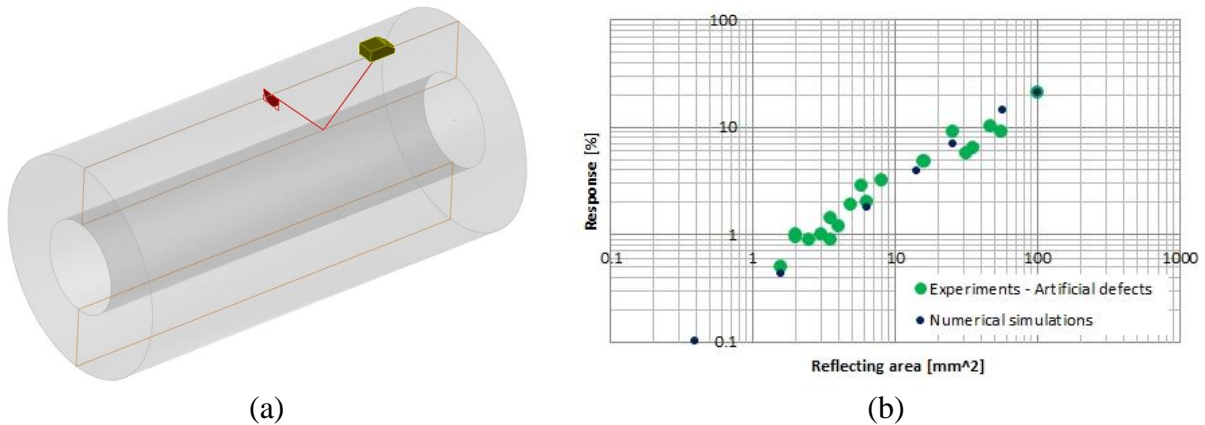 100
10
Response [%]
1
0.1
1
10
100
1000
Experiments - Artificial defects
Numerical simulations
0.1
Reflecting area [mm^2]
(a)
(b)